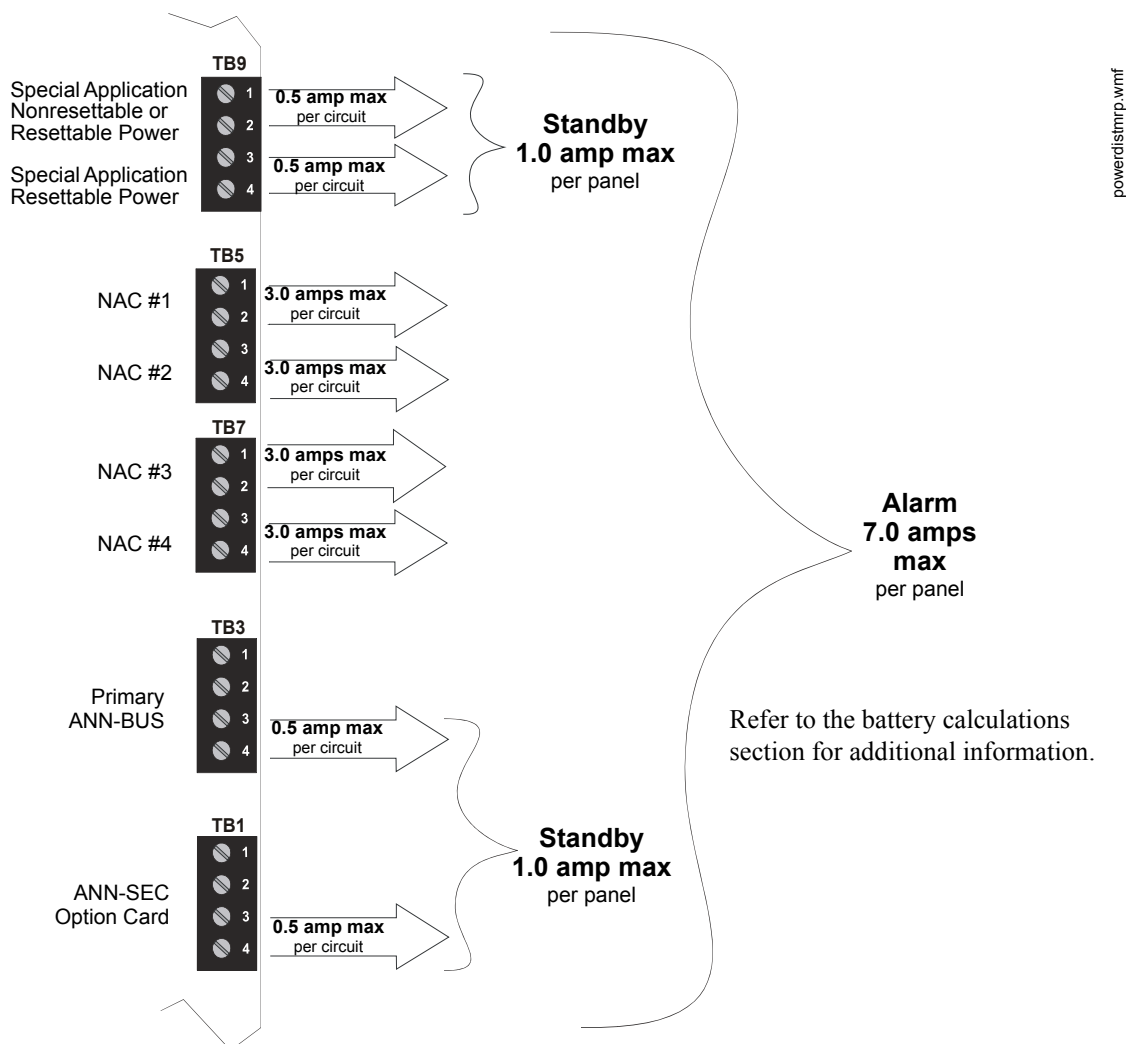 TB9
Special Application
Nonresettable or
Resettable Power
Special Application
Resettable Power
1
2
3
4
0.5 amp max
per circuit
0.5 amp max
per circuit
Standby
1.0 amp max
per panel
TB5
NAC #1
NAC #2
1
2
3
4
3.0 amps max
per circuit
3.0 amps max
per circuit
TB7
NAC #3
NAC #4
1
2
3
4
3.0 amps max
per circuit
3.0 amps max
per circuit
TB3
Primary
ANN-BUS
1
2
3
4
0.5 amp max
per circuit
TB1
ANN-SEC
Option Card
1
2
3
4
0.5 amp max
per circuit
Standby
1.0 amp max
per panel
Alarm
7.0 amps
max
per panel
Refer to the battery calculations
section for additional information.
powerdistmrp.wmf